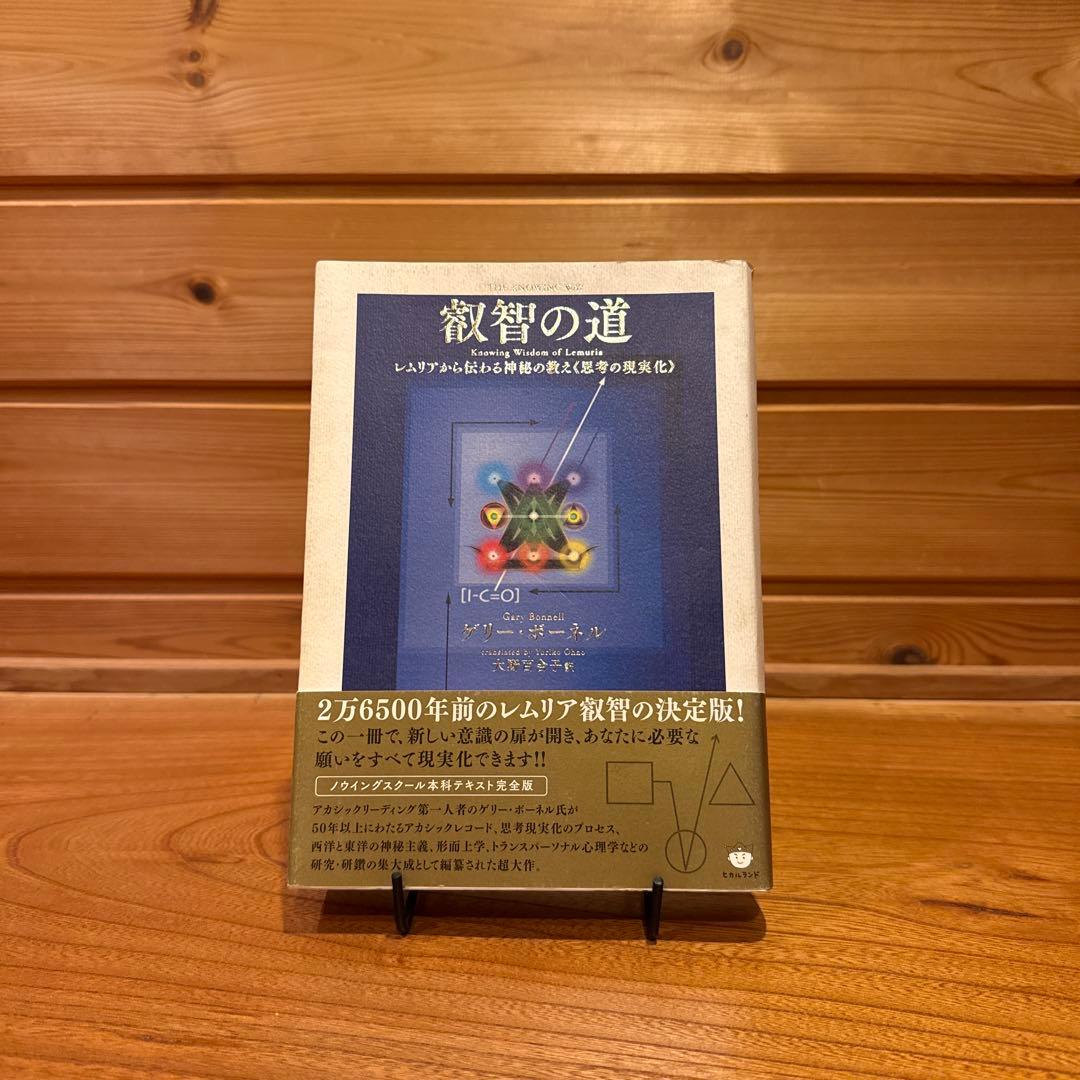 THE KNOWING WAY
叡智の道
Knowing Wisdom of Lemuria
レムリアから伝わる神秘の教え《思考の現実化》
[I-C=O]
Gary Bonnell
ゲリー・ボーネル
translated by Yuriko Ohno
大野百合子 訳
2万6500年前のレムリア叡智の決定版!
この一冊で、新しい意識の扉が開き、あなたに必要な
願いをすべて現実化できます!!
ノウイングスクール本科テキスト完全版
アカシックリーディング第一人者のゲリー・ボーネル氏が
50年以上にわたるアカシックレコード、思考現実化のプロセス、
西洋と東洋の神秘主義、形而上学、トランスパーソナル心理学などの
研究・研鑽の集大成として編纂された超大作。
ヒカルランド